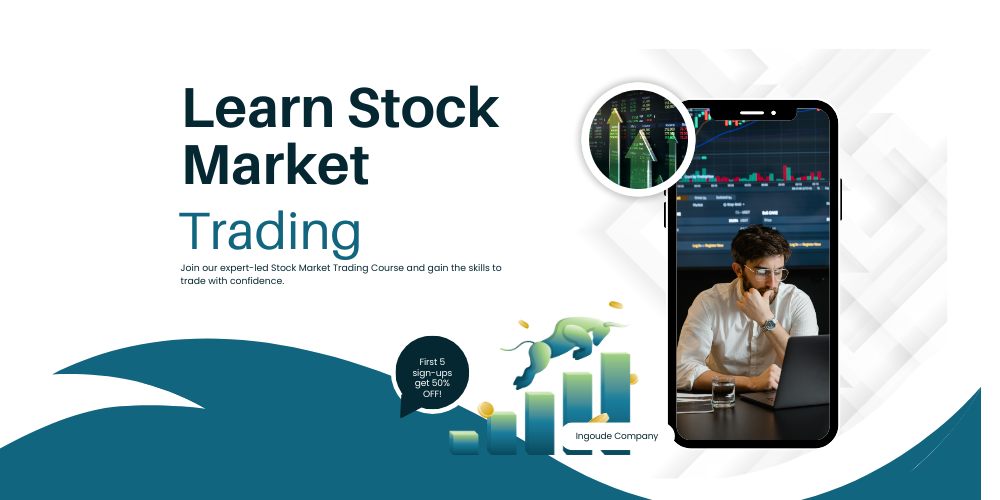 Learn Stock
Market
Trading
Join our expert-led Stock Market Trading Course and gain the skills to
trade with confidence.
First 5
sign-ups
get 50%
OFF!
Ingoude Company